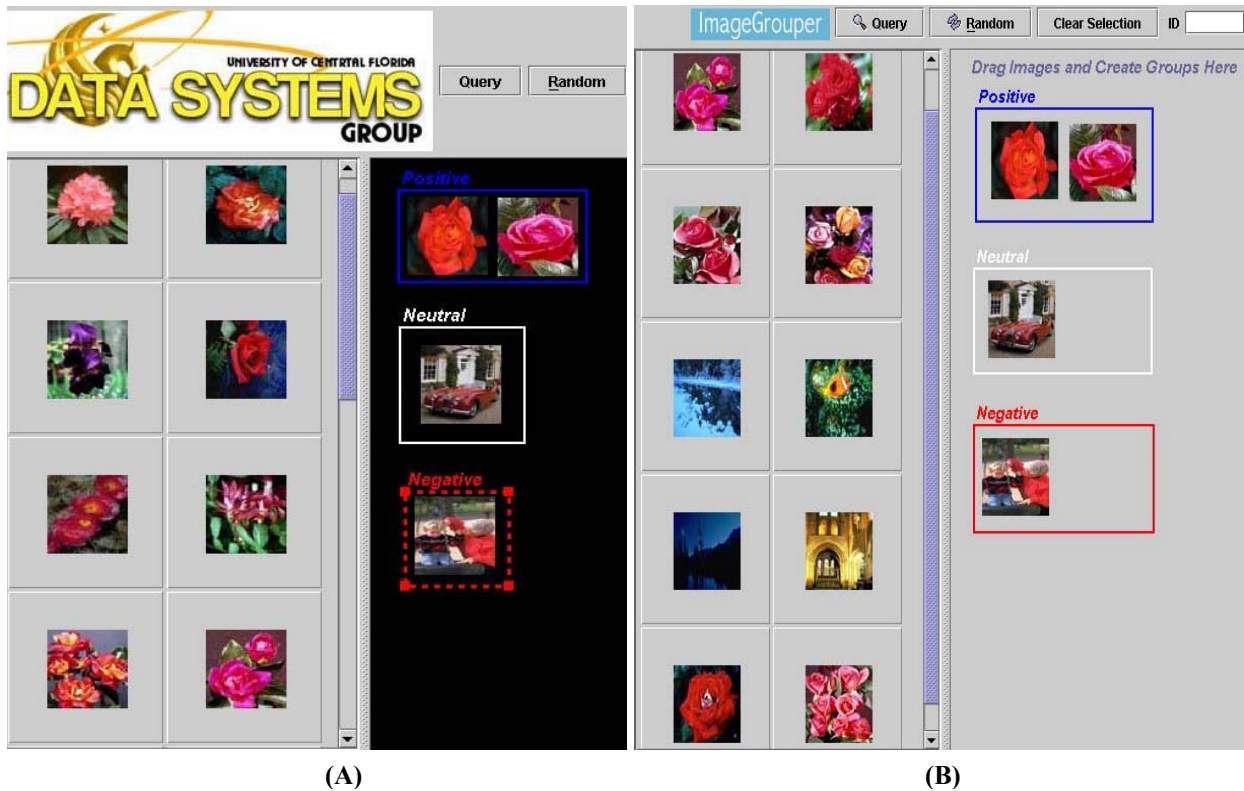 UNIVERSITY OF CENTRTAL FLORIDA
DATA SYSTEMS
GROUP
Query Random
Positive
Neutral
Negative
(A)
ImageGrouper Query Random Clear Selection ID
Drag Images and Create Groups Here
Positive
Neutral
Negative
(B)